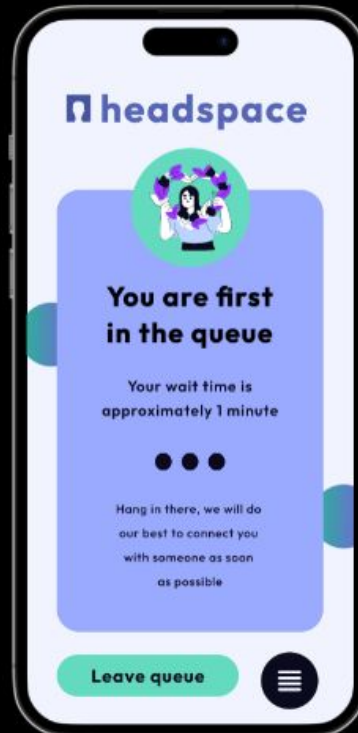 headspace
You are first
in the queue
Your wait time is
approximately 1 minute
Hang in there, we will do
our best to connect you
with someone as soon
as possible
Leave queue